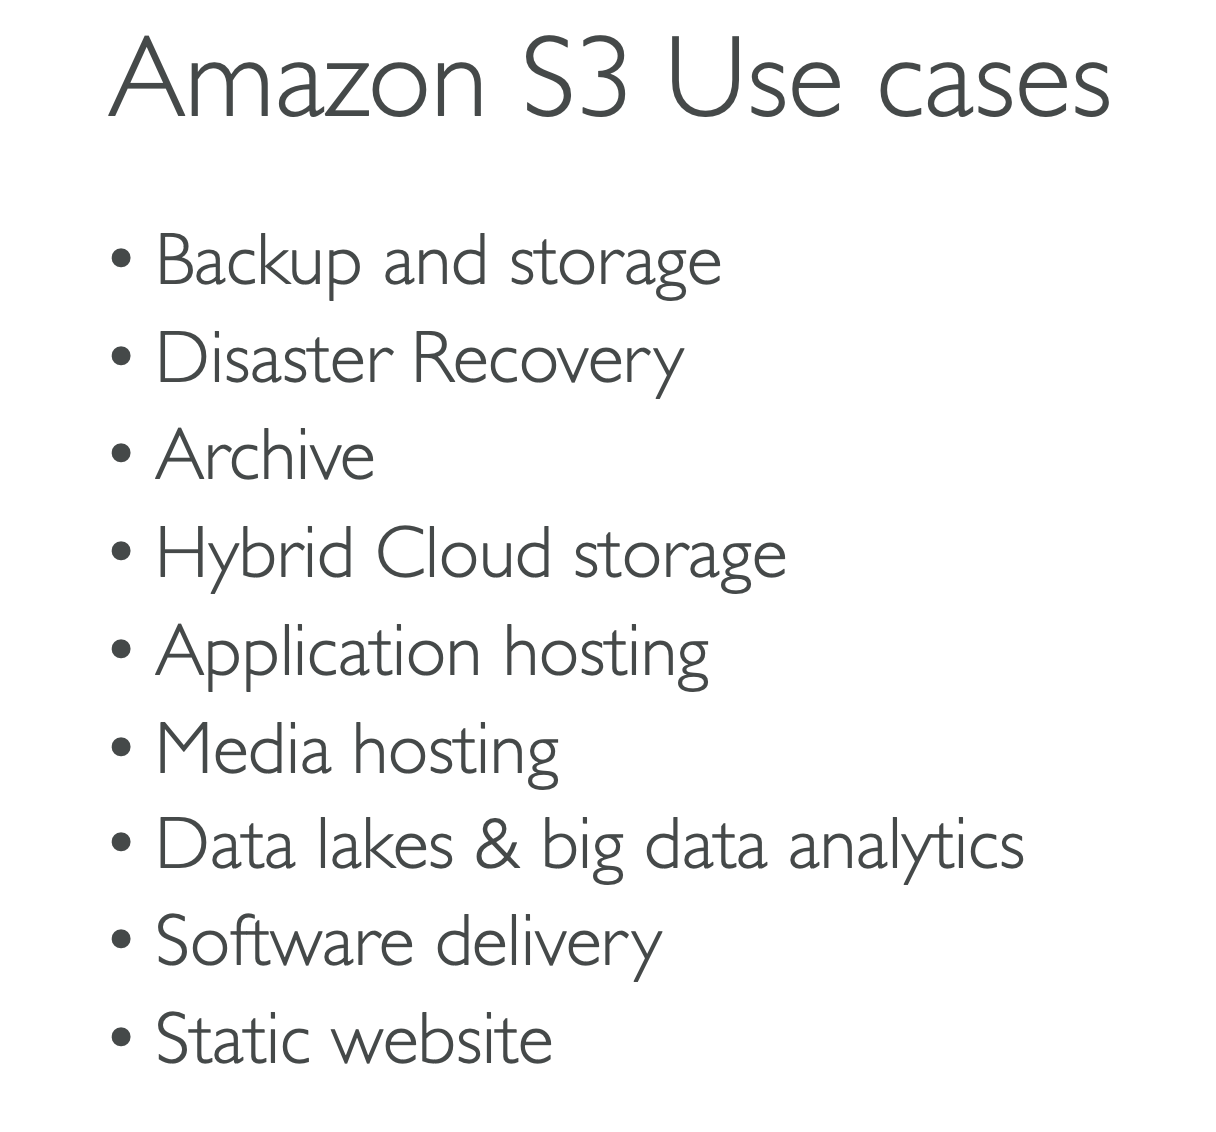 Amazon S3 Use cases
• Backup and storage
• Disaster Recovery
• Archive
• Hybrid Cloud storage
• Application hosting
• Media hosting
• Data lakes & big data analytics
• Software delivery
• Static website